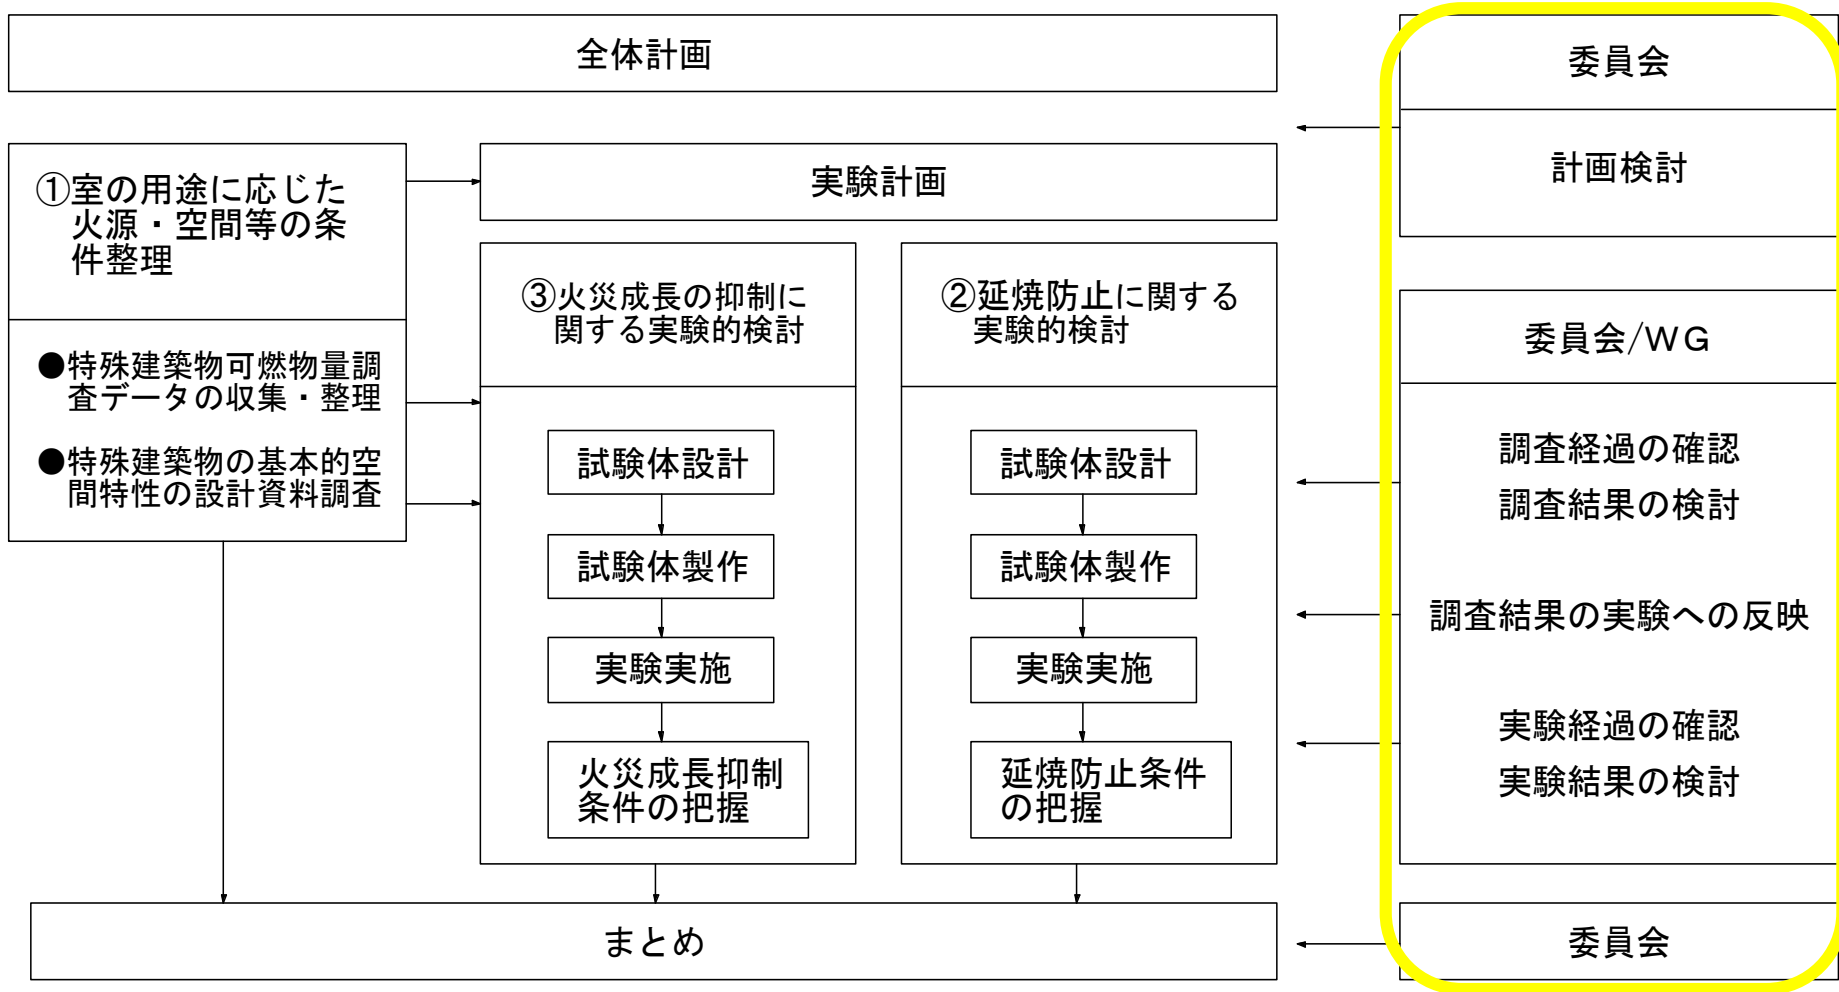 全体計画
①室の用途に応じた
火源・空間等の条
件整理
●特殊建築物可燃物量調
査データの収集・整理
●特殊建築物の基本的空
間特性の設計資料調査
実験計画
③火災成長の抑制に
関する実験的検討
試験体設計
試験体製作
実験実施
火災成長抑制
条件の把握
②延焼防止に関する
実験的検討
試験体設計
試験体製作
実験実施
延焼防止条件
の把握
まとめ
委員会
計画検討
委員会/ＷＧ
調査経過の確認
調査結果の検討
調査結果の実験への反映
実験経過の確認
実験結果の検討
委員会